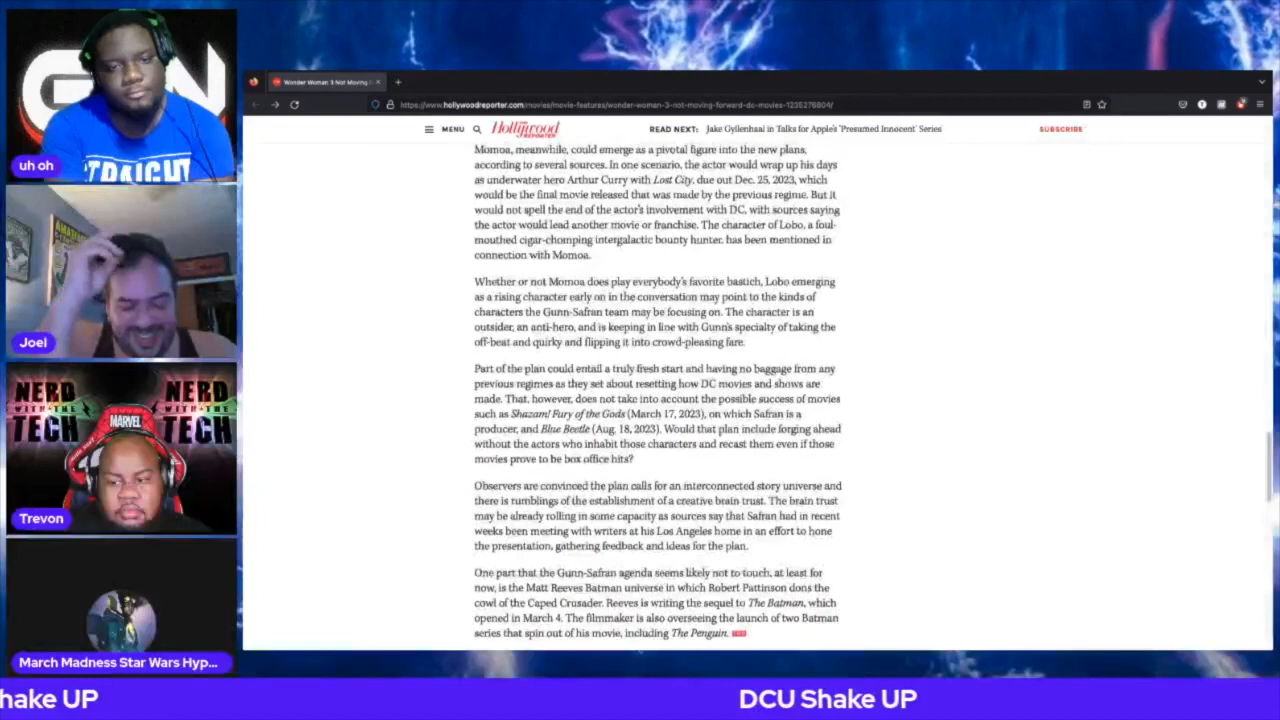 uh oh
STRAIGHT
Joel
NERD
WITH THE
TECH
NERD
WITH THE
TECH
MARVEL
Trevon
March Madness Star Wars Hyp...
Wonder Woman 3 Not Moving
https://www.hollywoodreporter.com/movies/movie-features/wonder-woman-3-not-moving-forward-dc-movies-1235276804/
MENU
Hollywood
REPORTER
READ NEXT: Jake Gyllenhaal in Talks for Apple's 'Presumed Innocent' Series
SUBSCRIBE
Momoa, meanwhile, could emerge as a pivotal figure into the new plans,
according to several sources. In one scenario, the actor would wrap up his days
as underwater hero Arthur Curry with Lost City, due out Dec. 25, 2023, which
would be the final movie released that was made by the previous regime. But it
would not spell the end of the actor's involvement with DC, with sources saying
the actor would lead another movie or franchise. The character of Lobo, a foul-
mouthed cigar-chomping intergalactic bounty hunter, has been mentioned in
connection with Momoa.
Whether or not Momoa does play everybody's favorite bastich, Lobo emerging
as a rising character early on in the conversation may point to the kinds of
characters the Gunn-Safran team may be focusing on. The character is an
outsider, an anti-hero, and is keeping in line with Gunn's specialty of taking the
off-beat and quirky and flipping it into crowd-pleasing fare.
Part of the plan could entail a truly fresh start and having no baggage from any
previous regimes as they set about resetting how DC movies and shows are
made. That, however, does not take into account the possible success of movies
such as Shazam! Fury of the Gods (March 17, 2023), on which Safran is a
producer, and Blue Beetle (Aug. 18, 2023). Would that plan include forging ahead
without the actors who inhabit those characters and recast them even if those
movies prove to be box office hits?
Observers are convinced the plan calls for an interconnected story universe and
there is rumblings of the establishment of a creative brain trust. The brain trust
may be already rolling in some capacity as sources say that Safran had in recent
weeks been meeting with writers at his Los Angeles home in an effort to hone
the presentation, gathering feedback and ideas for the plan.
One part that the Gunn-Safran agenda seems likely not to touch, at least for
now, is the Matt Reeves Batman universe in which Robert Pattinson dons the
cowl of the Caped Crusader. Reeves is writing the sequel to The Batman, which
opened in March 4. The filmmaker is also overseeing the launch of two Batman
series that spin out of his movie, including The Penguin.
hake UP
DCU Shake UP